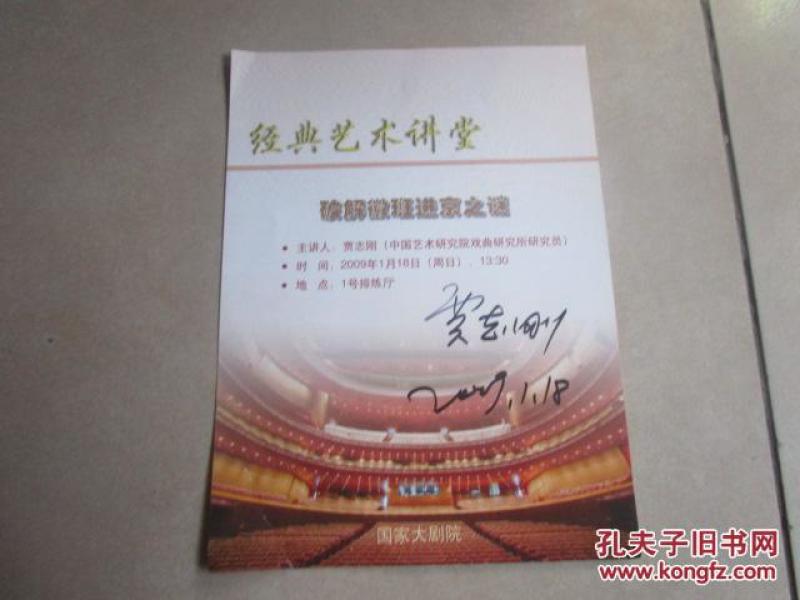 经典艺术讲堂
破解徽班进京之谜
• 主讲人：贾志刚（中国艺术研究院戏曲研究所研究员）
• 时 间：2009年1月18日（周日），13:30
• 地 点：1号排练厅
贾志刚
2009.1.18
国家大剧院
孔夫子旧书网
www.kongfz.com